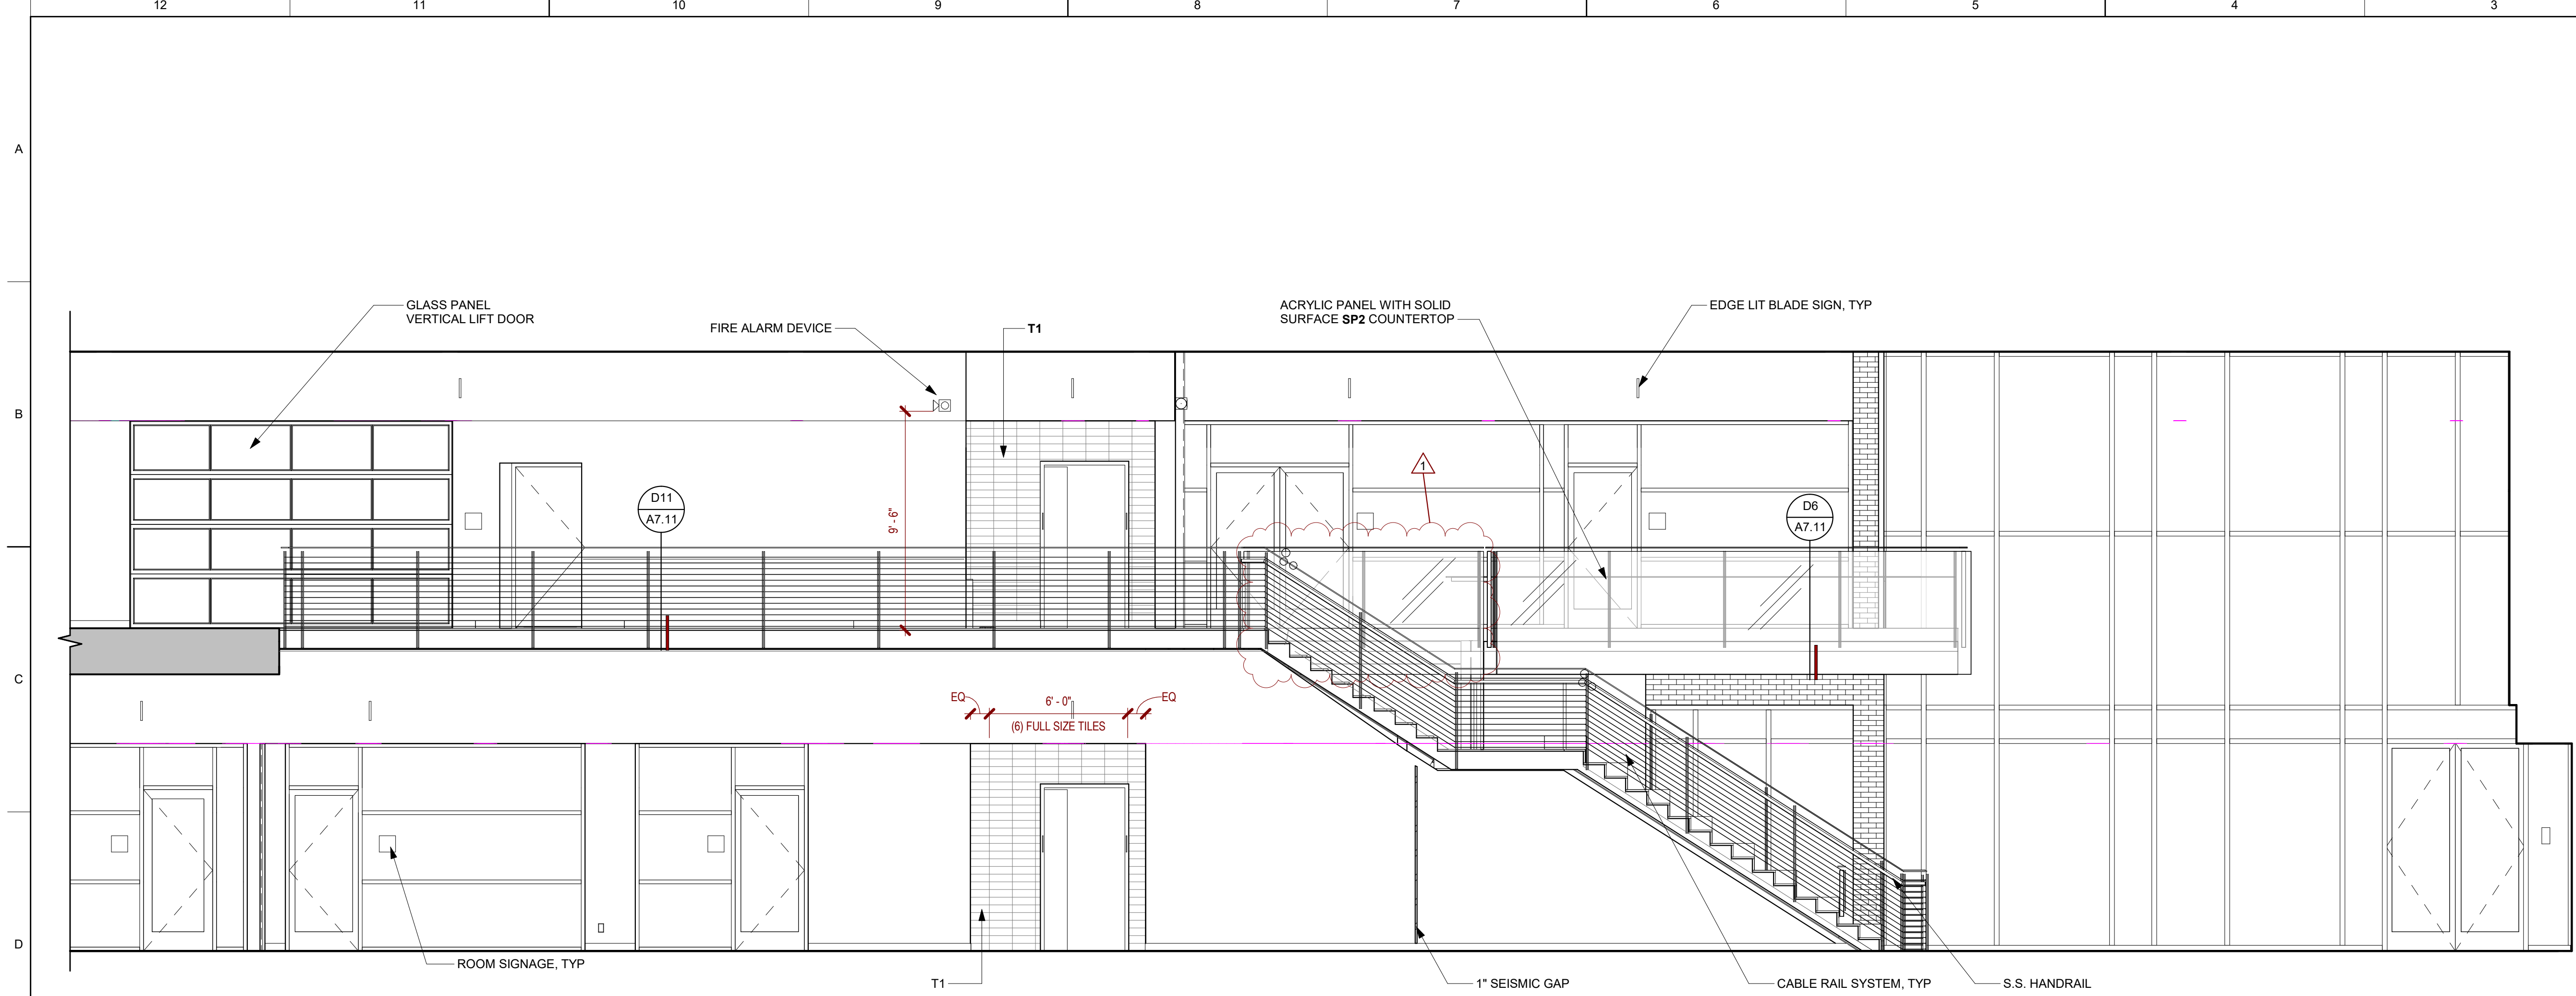 12 11 10 9 8 7 6 5 4 3
A
GLASS PANEL
VERTICAL LIFT DOOR
FIRE ALARM DEVICE
T1
ACRYLIC PANEL WITH SOLID
SURFACE SP2 COUNTERTOP
EDGE LIT BLADE SIGN, TYP
B
1
D11
A7.11
9' - 6"
D6
A7.11
C
EQ
6' - 0"
EQ
(6) FULL SIZE TILES
D
ROOM SIGNAGE, TYP
T1
1" SEISMIC GAP
CABLE RAIL SYSTEM, TYP
S.S. HANDRAIL